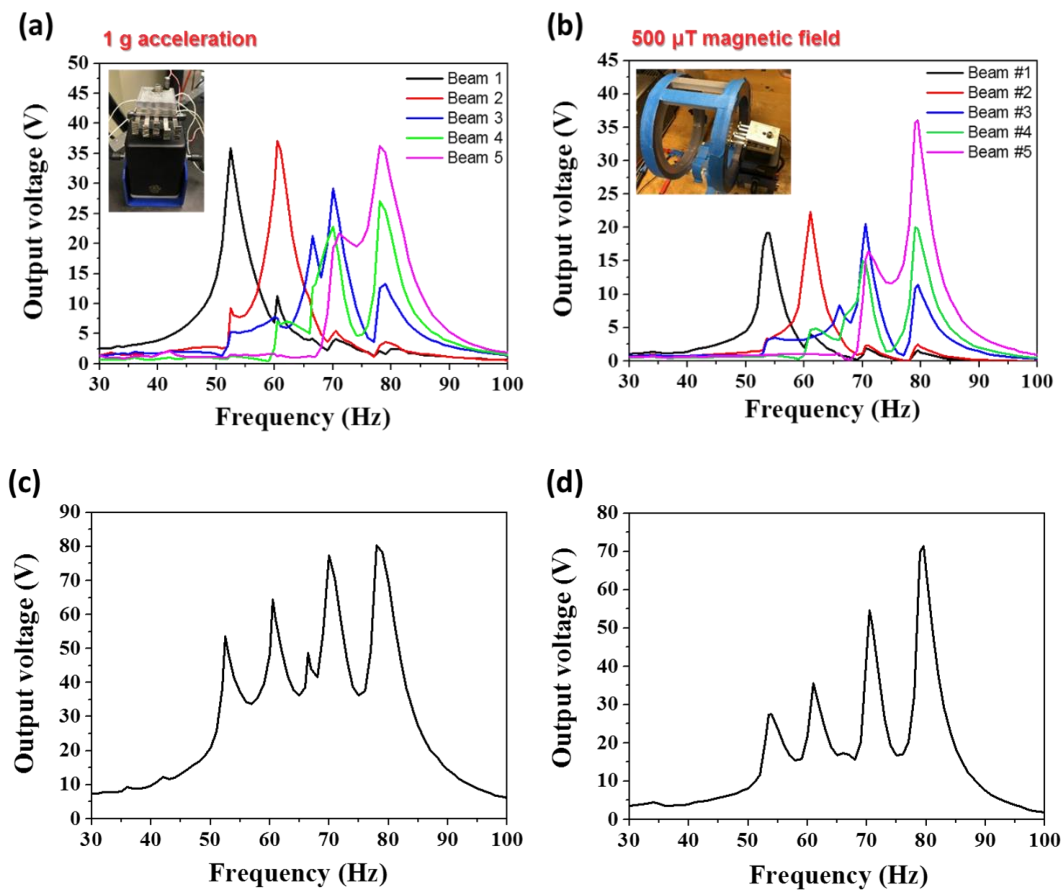 (a)
1 g acceleration
50
45
40
35
30
25
20
15
10
5
0
30 40 50 60 70 80 90 100
Output voltage (V)
Frequency (Hz)
Beam 1
Beam 2
Beam 3
Beam 4
Beam 5
(b)
500 µT magnetic field
45
40
35
30
25
20
15
10
5
0
30 40 50 60 70 80 90 100
Output voltage (V)
Frequency (Hz)
Beam #1
Beam #2
Beam #3
Beam #4
Beam #5
(c)
90
80
70
60
50
40
30
20
10
0
30 40 50 60 70 80 90 100
Output voltage (V)
Frequency (Hz)
(d)
80
70
60
50
40
30
20
10
0
30 40 50 60 70 80 90 100
Output voltage (V)
Frequency (Hz)